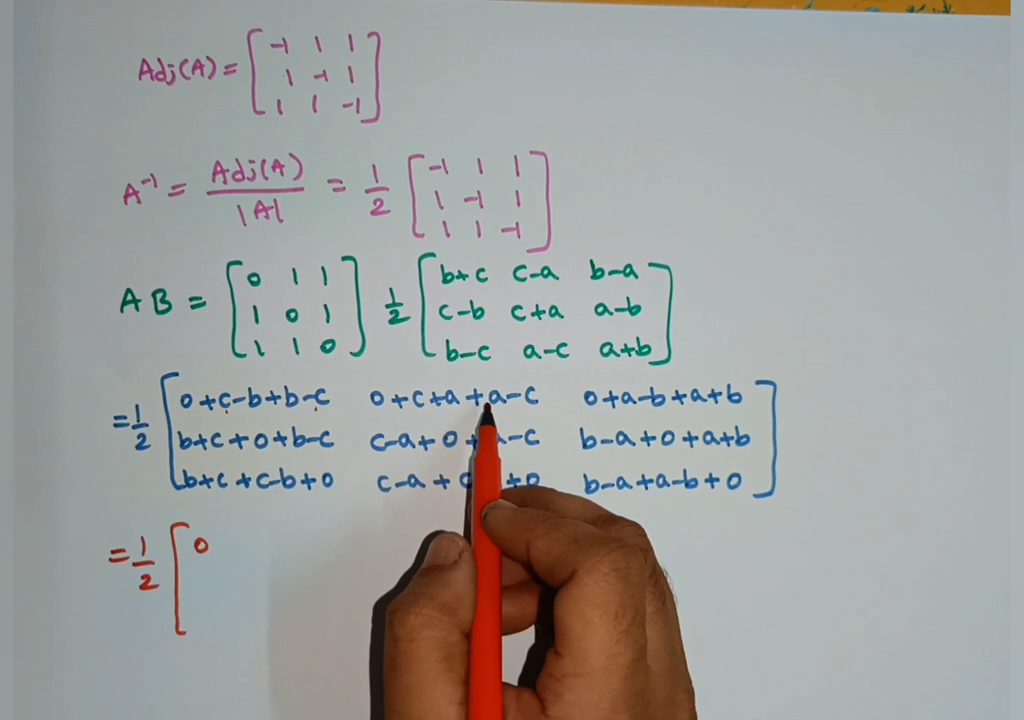 Adj(A) = [ -1 1 1
1 -1 1
1 1 -1 ]
A⁻¹ = Adj(A) / |A| = 1/2 [ -1 1 1
1 -1 1
1 1 -1 ]
AB = [ 0 1 1 1/2 [ b+c c-a b-a
1 0 1 c-b c+a a-b
1 1 0 ] b-c a-c a+b ]
= 1/2 [ 0+c-b+b-c 0+c+a+a-c 0+a-b+a+b
b+c+0+b-c c-a+0+ -c b-a+0+a+b
b+c+c-b+0 c-a+ +0 b-a+a-b+0 ]
= 1/2 [ 0